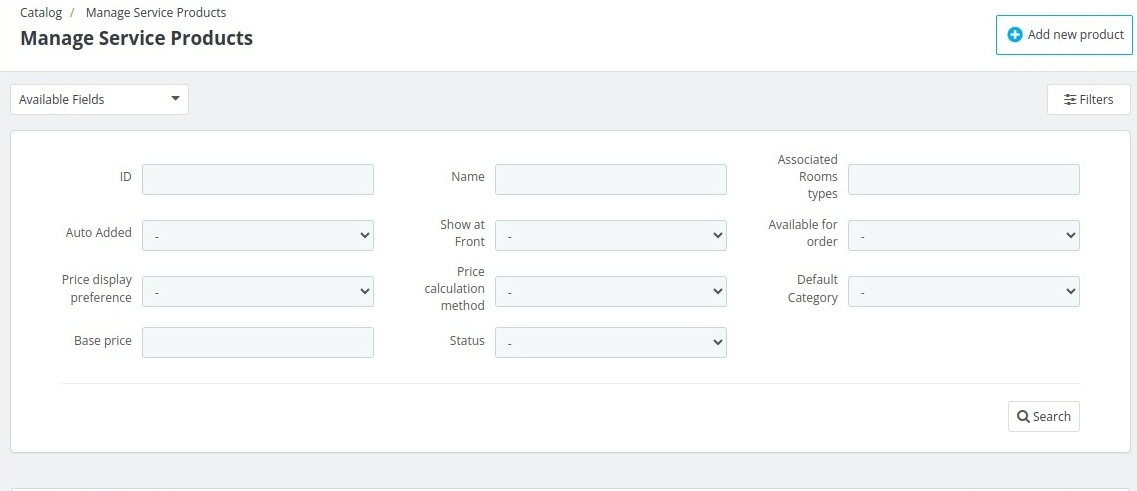 Catalog / Manage Service Products
Manage Service Products
Add new product
Available Fields
Filters
ID
Name
Associated
Rooms
types
Auto Added
-
Show at
Front
-
Available for
order
-
Price display
preference
-
Price
calculation
method
-
Default
Category
-
Base price
Status
-
Search